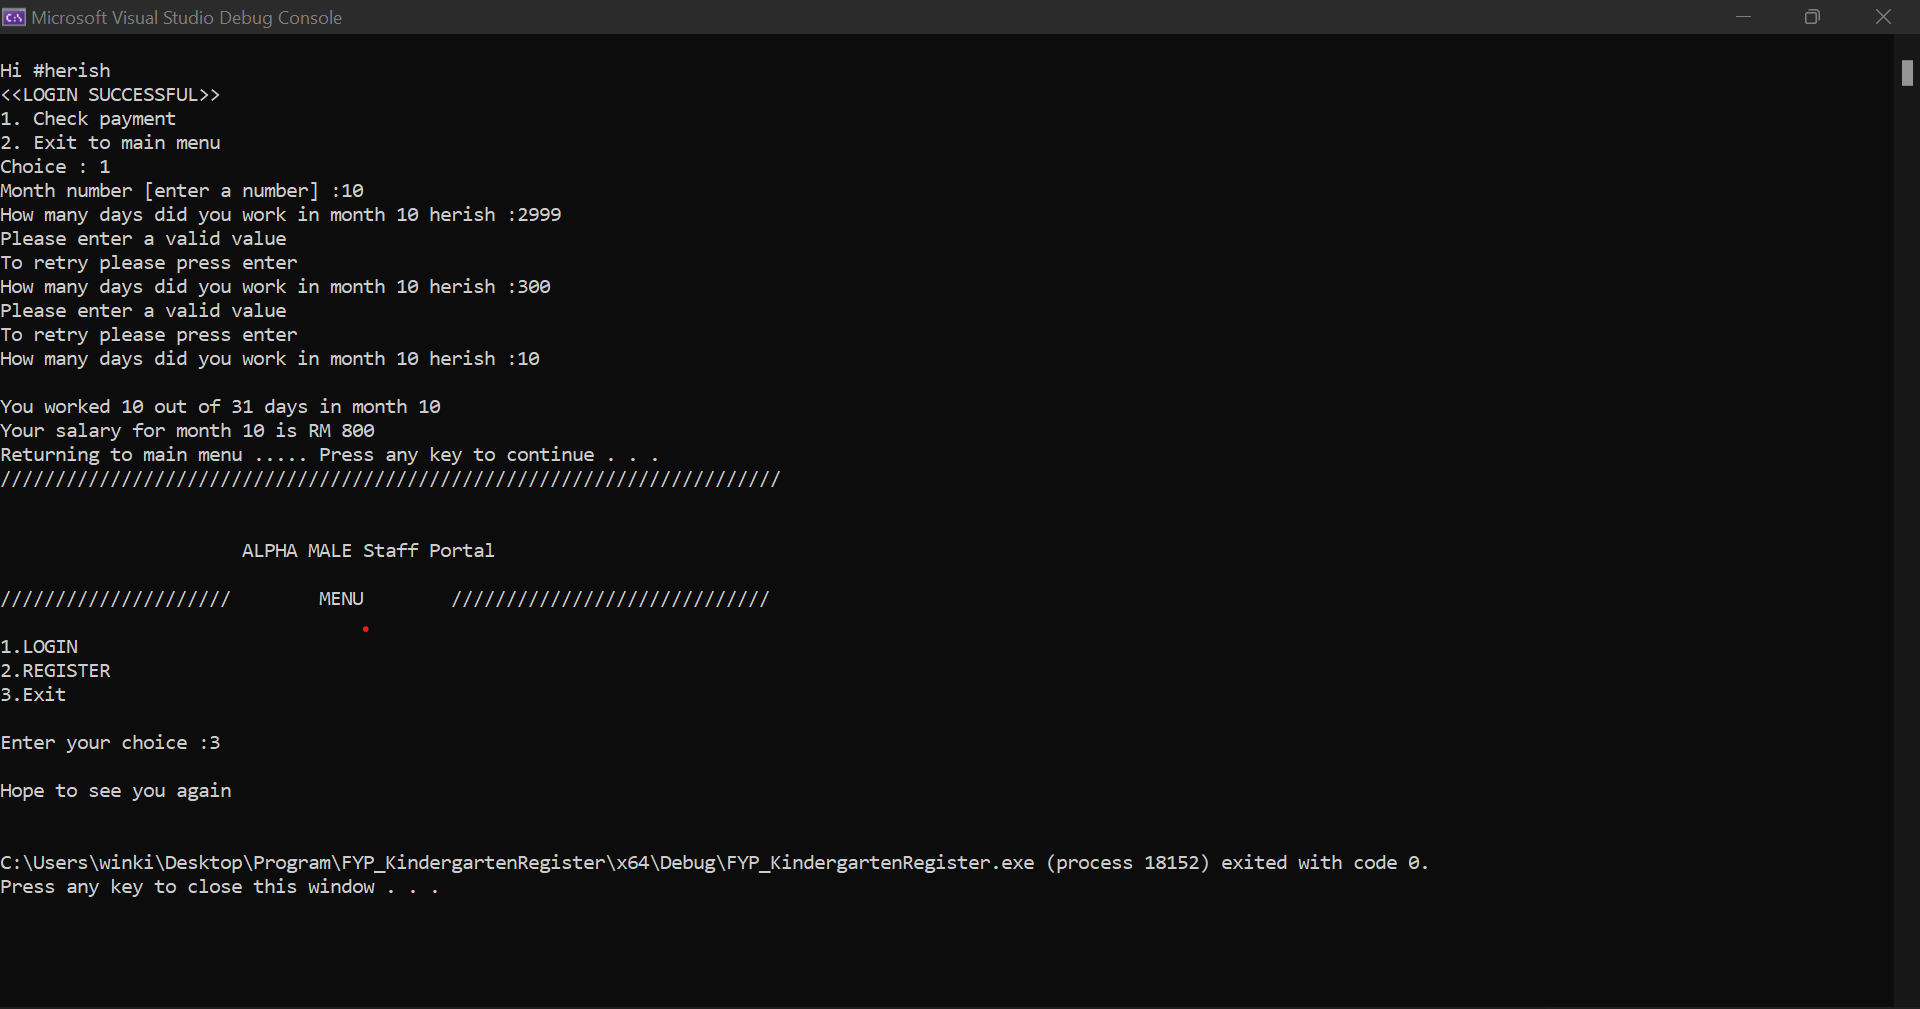 Microsoft Visual Studio Debug Console
Hi #herish
<<LOGIN SUCCESSFUL>>
1. Check payment
2. Exit to main menu
Choice : 1
Month number [enter a number] :10
How many days did you work in month 10 herish :2999
Please enter a valid value
To retry please press enter
How many days did you work in month 10 herish :300
Please enter a valid value
To retry please press enter
How many days did you work in month 10 herish :10
You worked 10 out of 31 days in month 10
Your salary for month 10 is RM 800
Returning to main menu ..... Press any key to continue . . .
///////////////////////////////////////////////////////////////////////
ALPHA MALE Staff Portal
/////////////////////        MENU        /////////////////////////////
1.LOGIN
2.REGISTER
3.Exit
Enter your choice :3
Hope to see you again
C:\Users\winki\Desktop\Program\FYP_KindergartenRegister\x64\Debug\FYP_KindergartenRegister.exe (process 18152) exited with code 0.
Press any key to close this window . . .